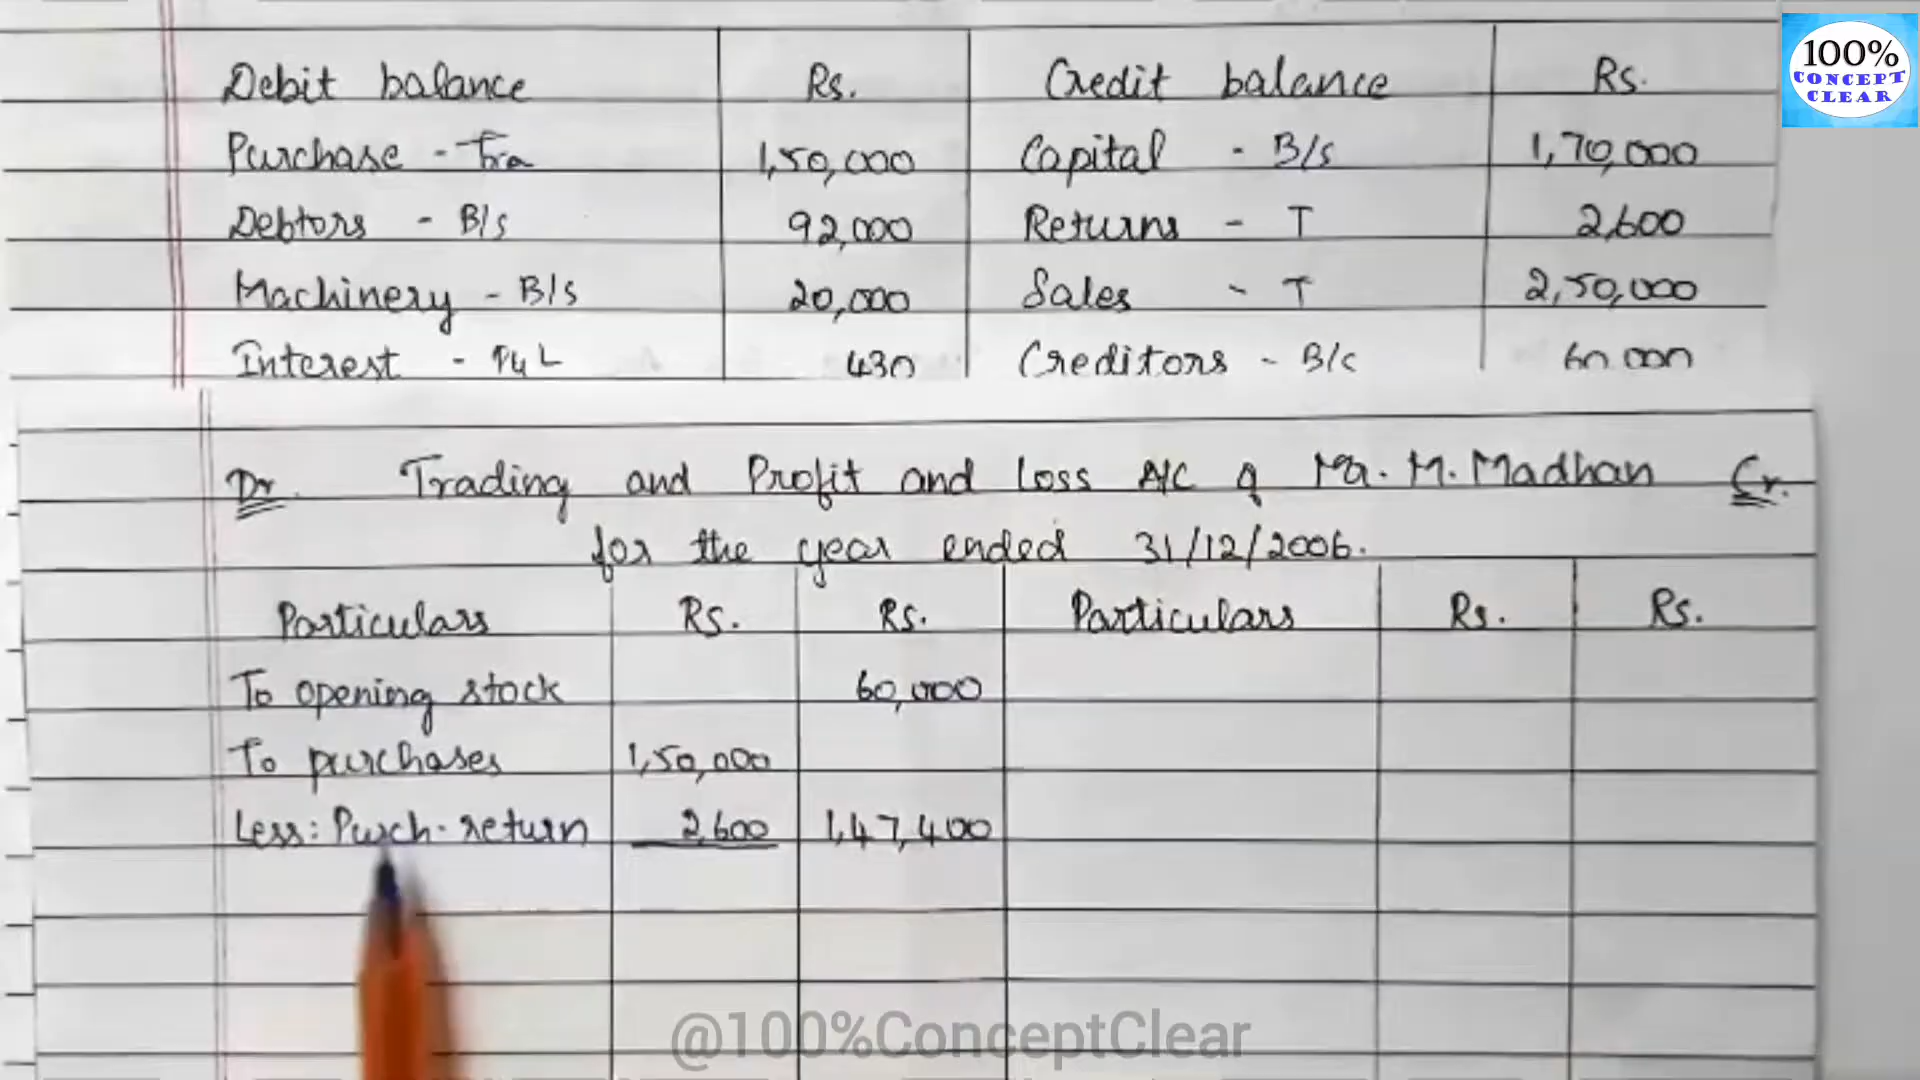 100%
CONCEPT
CLEAR
Debit balance Rs. Credit balance Rs.
Purchase - Tra 1,50,000 Capital - B/s 1,70,000
Debtors - B/s 92,000 Returns - T 2,600
Machinery - B/s 20,000 Sales - T 2,50,000
Interest - P4L 430 Creditors - B/s 60,000
Dr. Trading and Profit and Loss A/C of Mr. M. Madhan Cr.
for the year ended 31/12/2006.
Particulars Rs. Rs. Particulars Rs. Rs.
To opening stock 60,000
To purchases 1,50,000
Less: Purch. return 2,600 1,47,400
@100%ConceptClear